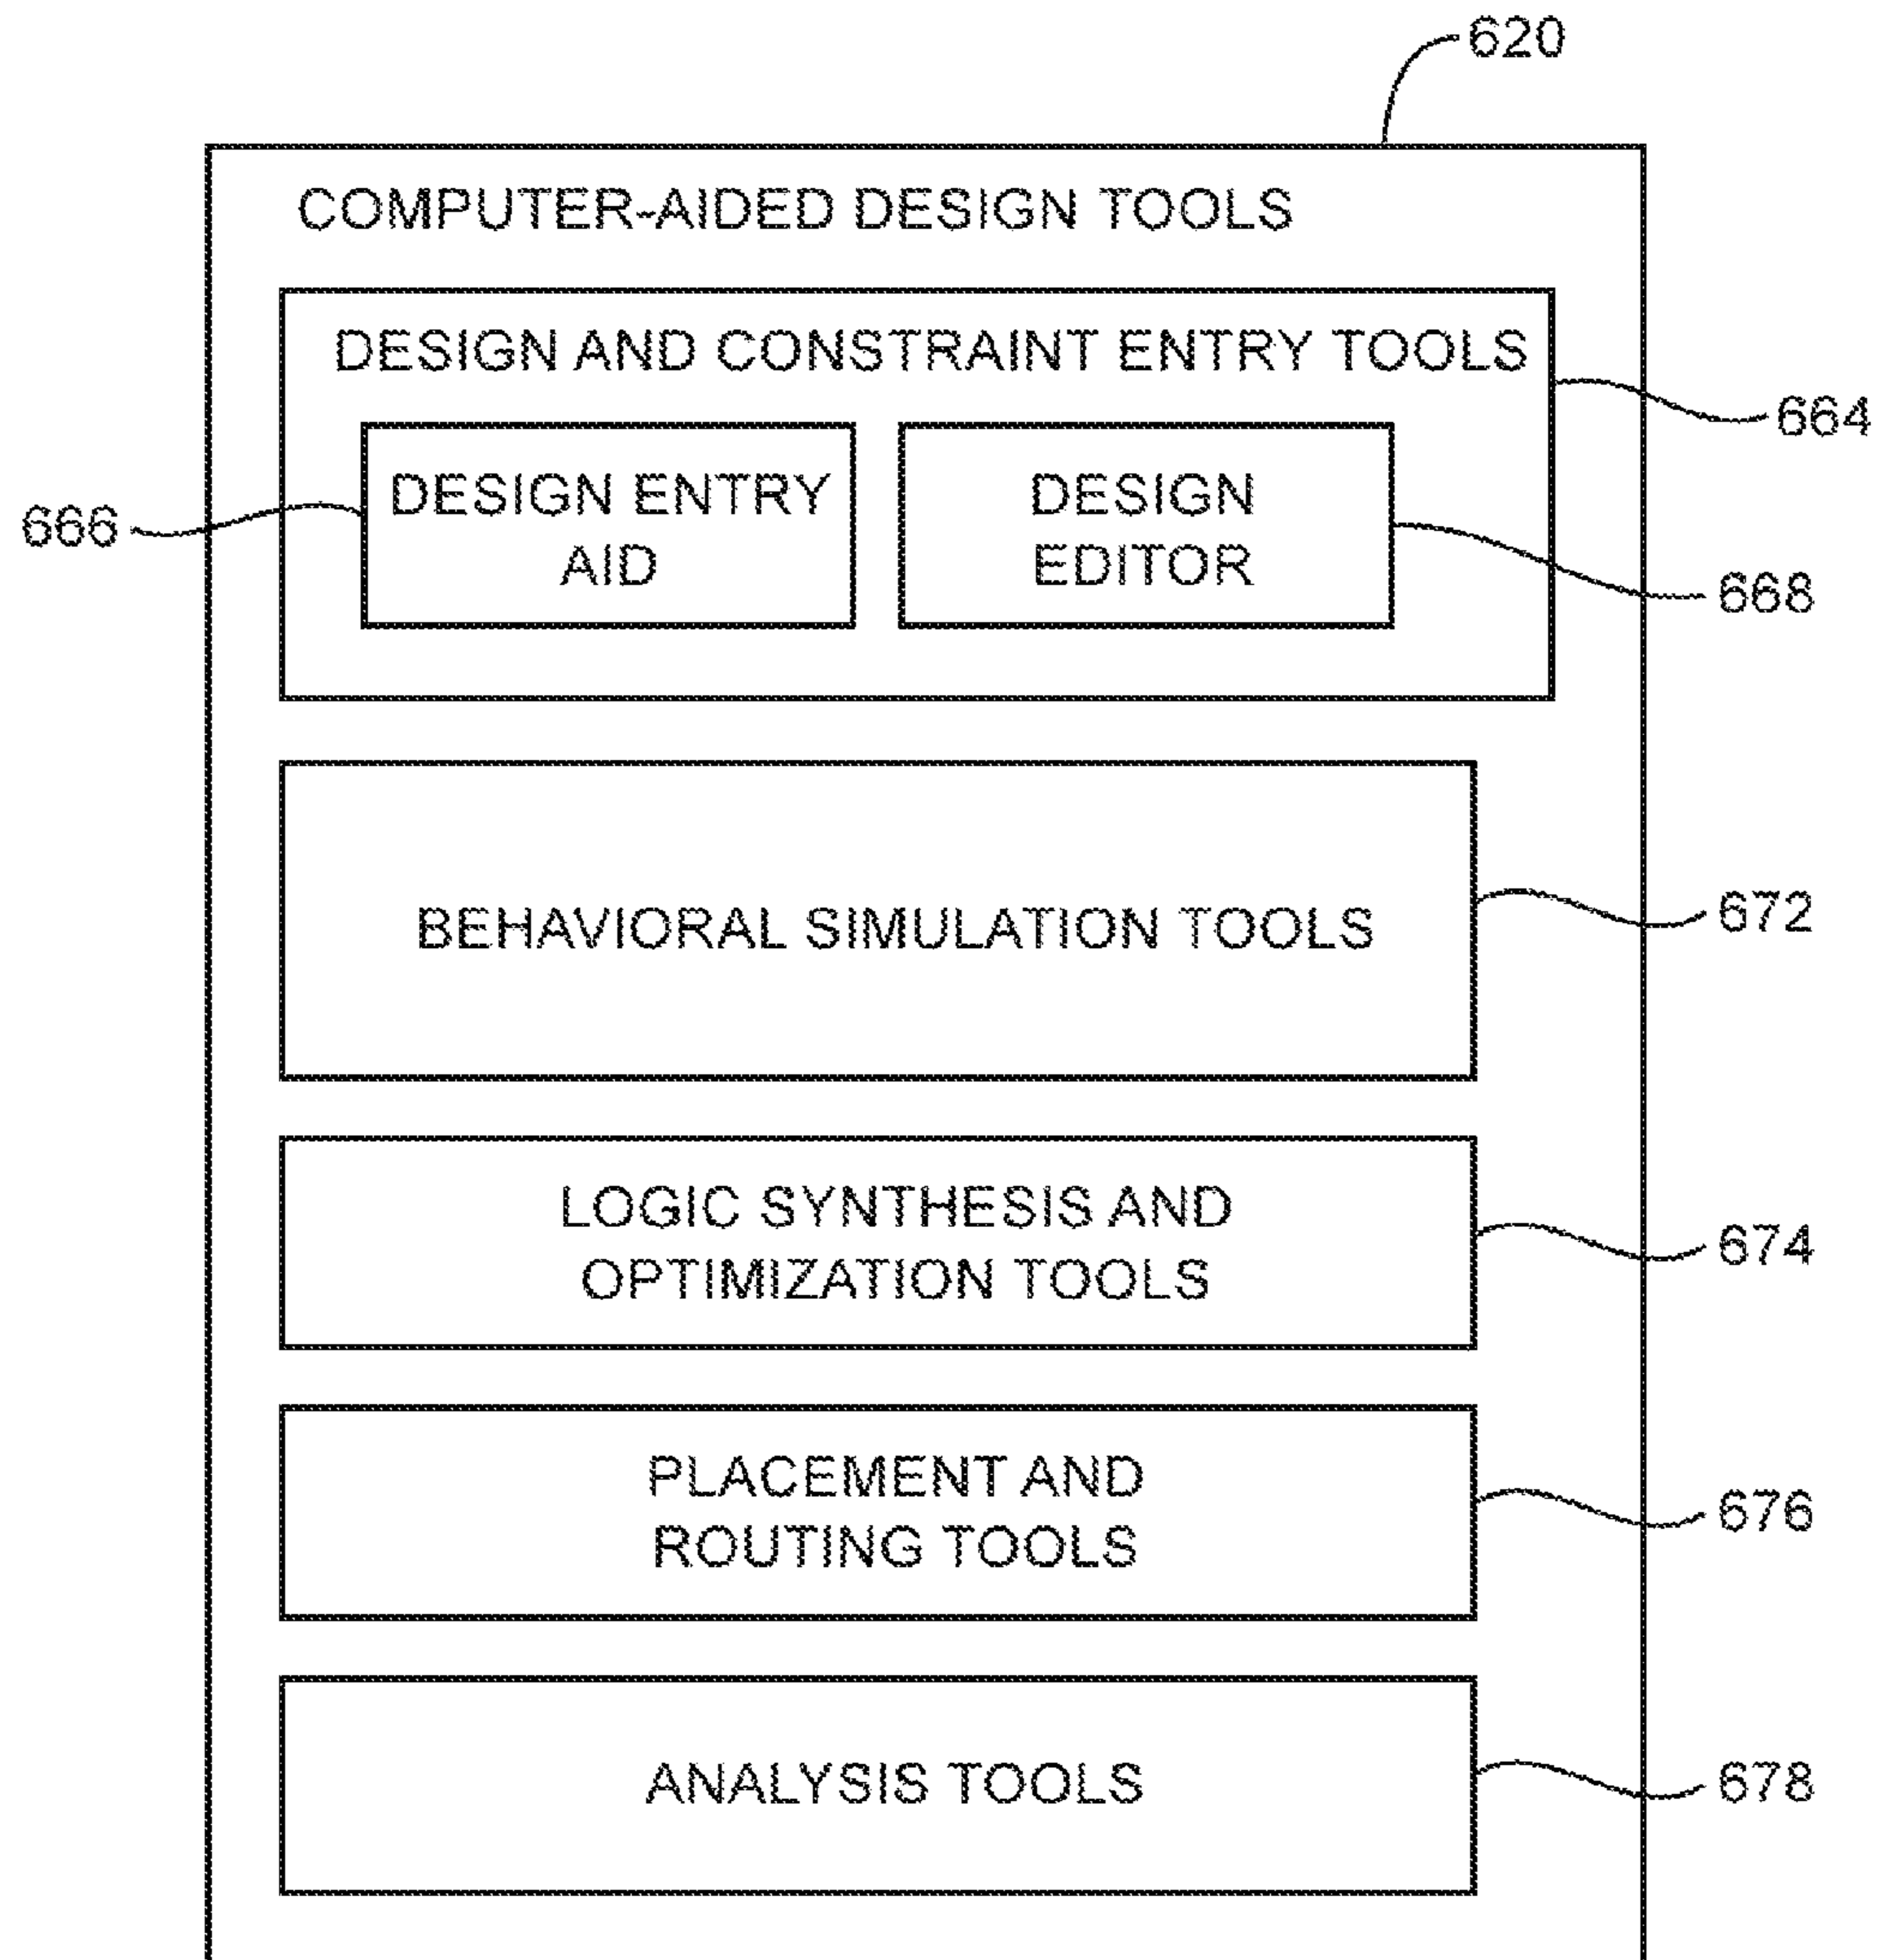 620
COMPUTER-AIDED DESIGN TOOLS
DESIGN AND CONSTRAINT ENTRY TOOLS
664
666
DESIGN ENTRY
AID
DESIGN
EDITOR
668
BEHAVIORAL SIMULATION TOOLS
672
LOGIC SYNTHESIS AND
OPTIMIZATION TOOLS
674
PLACEMENT AND
ROUTING TOOLS
676
ANALYSIS TOOLS
678